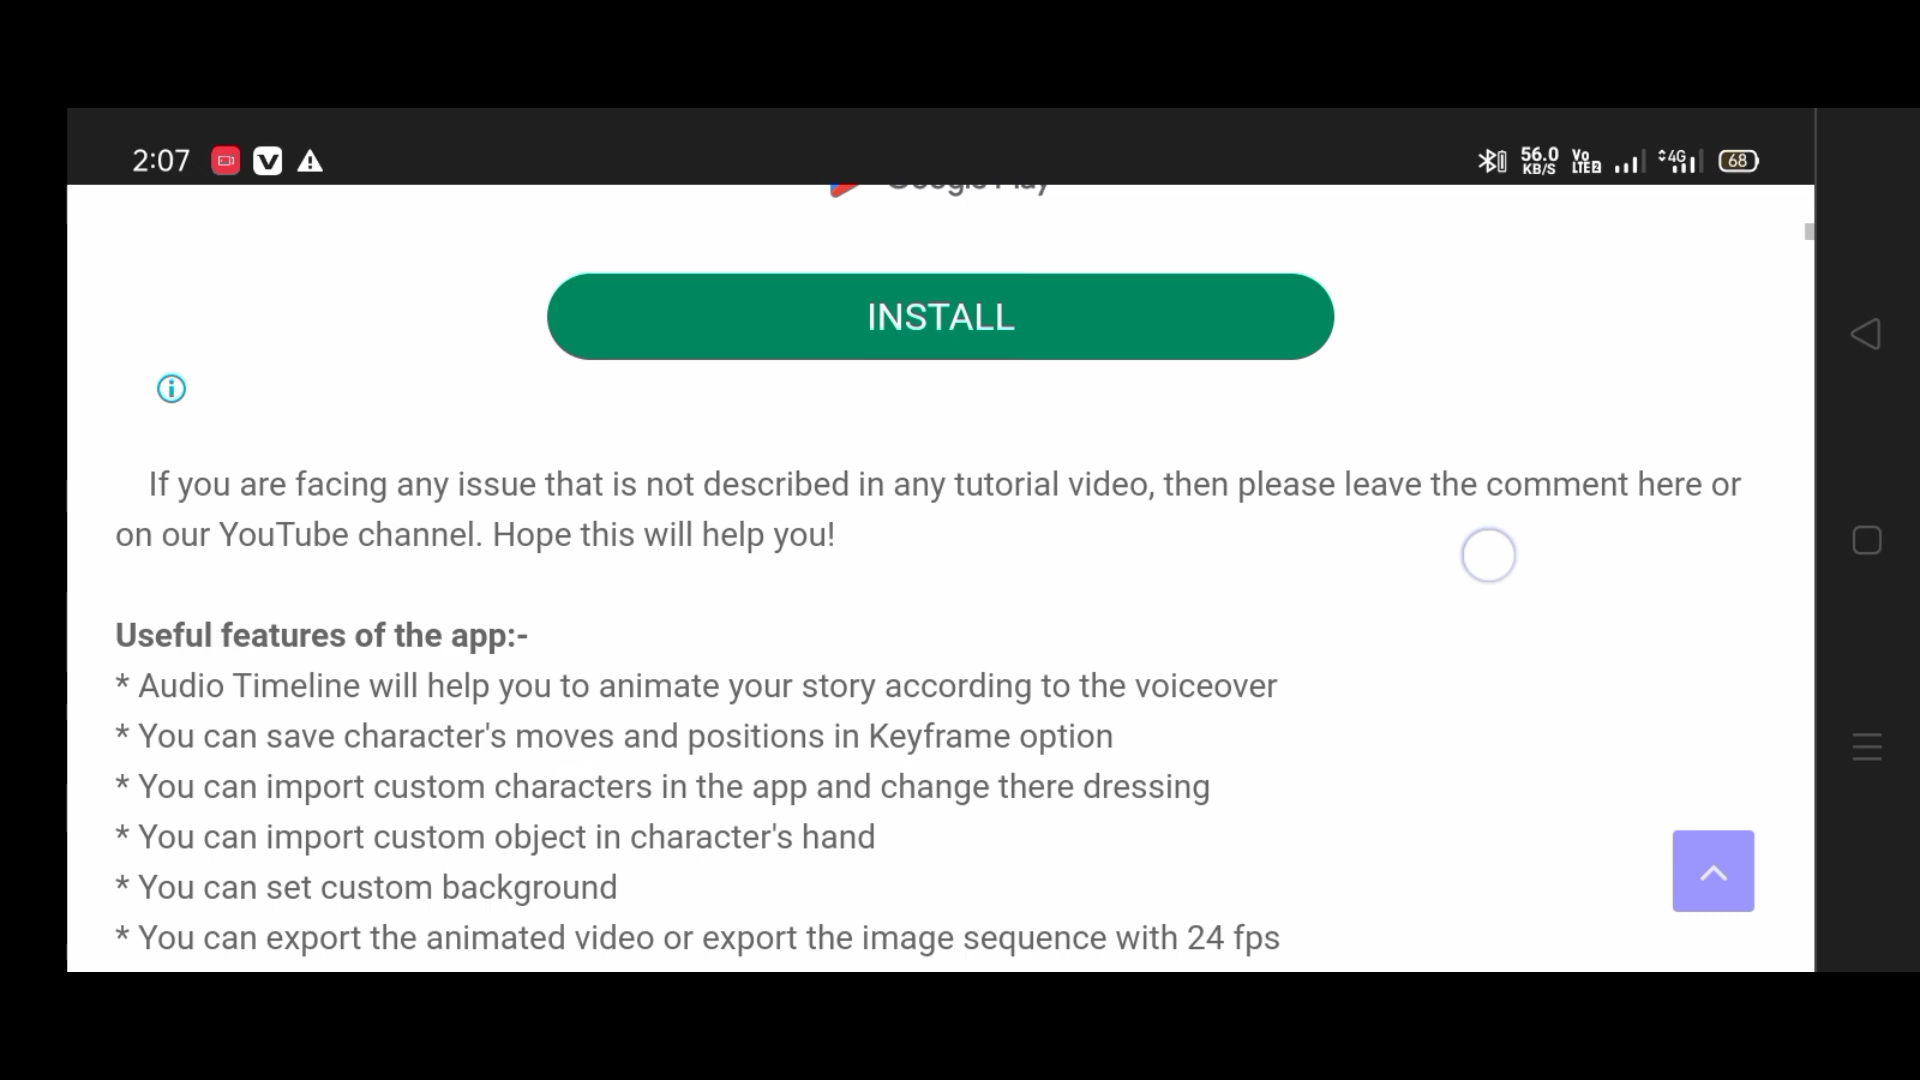 2:07 V 56.0 KB/S Vo LTE2 4G 68
Google Play
INSTALL
If you are facing any issue that is not described in any tutorial video, then please leave the comment here or
on our YouTube channel. Hope this will help you!
Useful features of the app:-
* Audio Timeline will help you to animate your story according to the voiceover
* You can save character's moves and positions in Keyframe option
* You can import custom characters in the app and change there dressing
* You can import custom object in character's hand
* You can set custom background
* You can export the animated video or export the image sequence with 24 fps